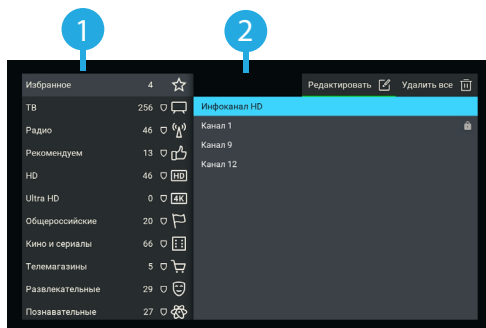 1
2
Избранное 4
Редактировать Удалить все
ТВ 256
Инфоканал HD
Радио 46
Канал 1
Рекомендуем 13
Канал 9
HD 46 HD
Канал 12
Ultra HD 0 4K
Общероссийские 20
Кино и сериалы 66
Телемагазины 5
Развлекательные 29
Познавательные 27